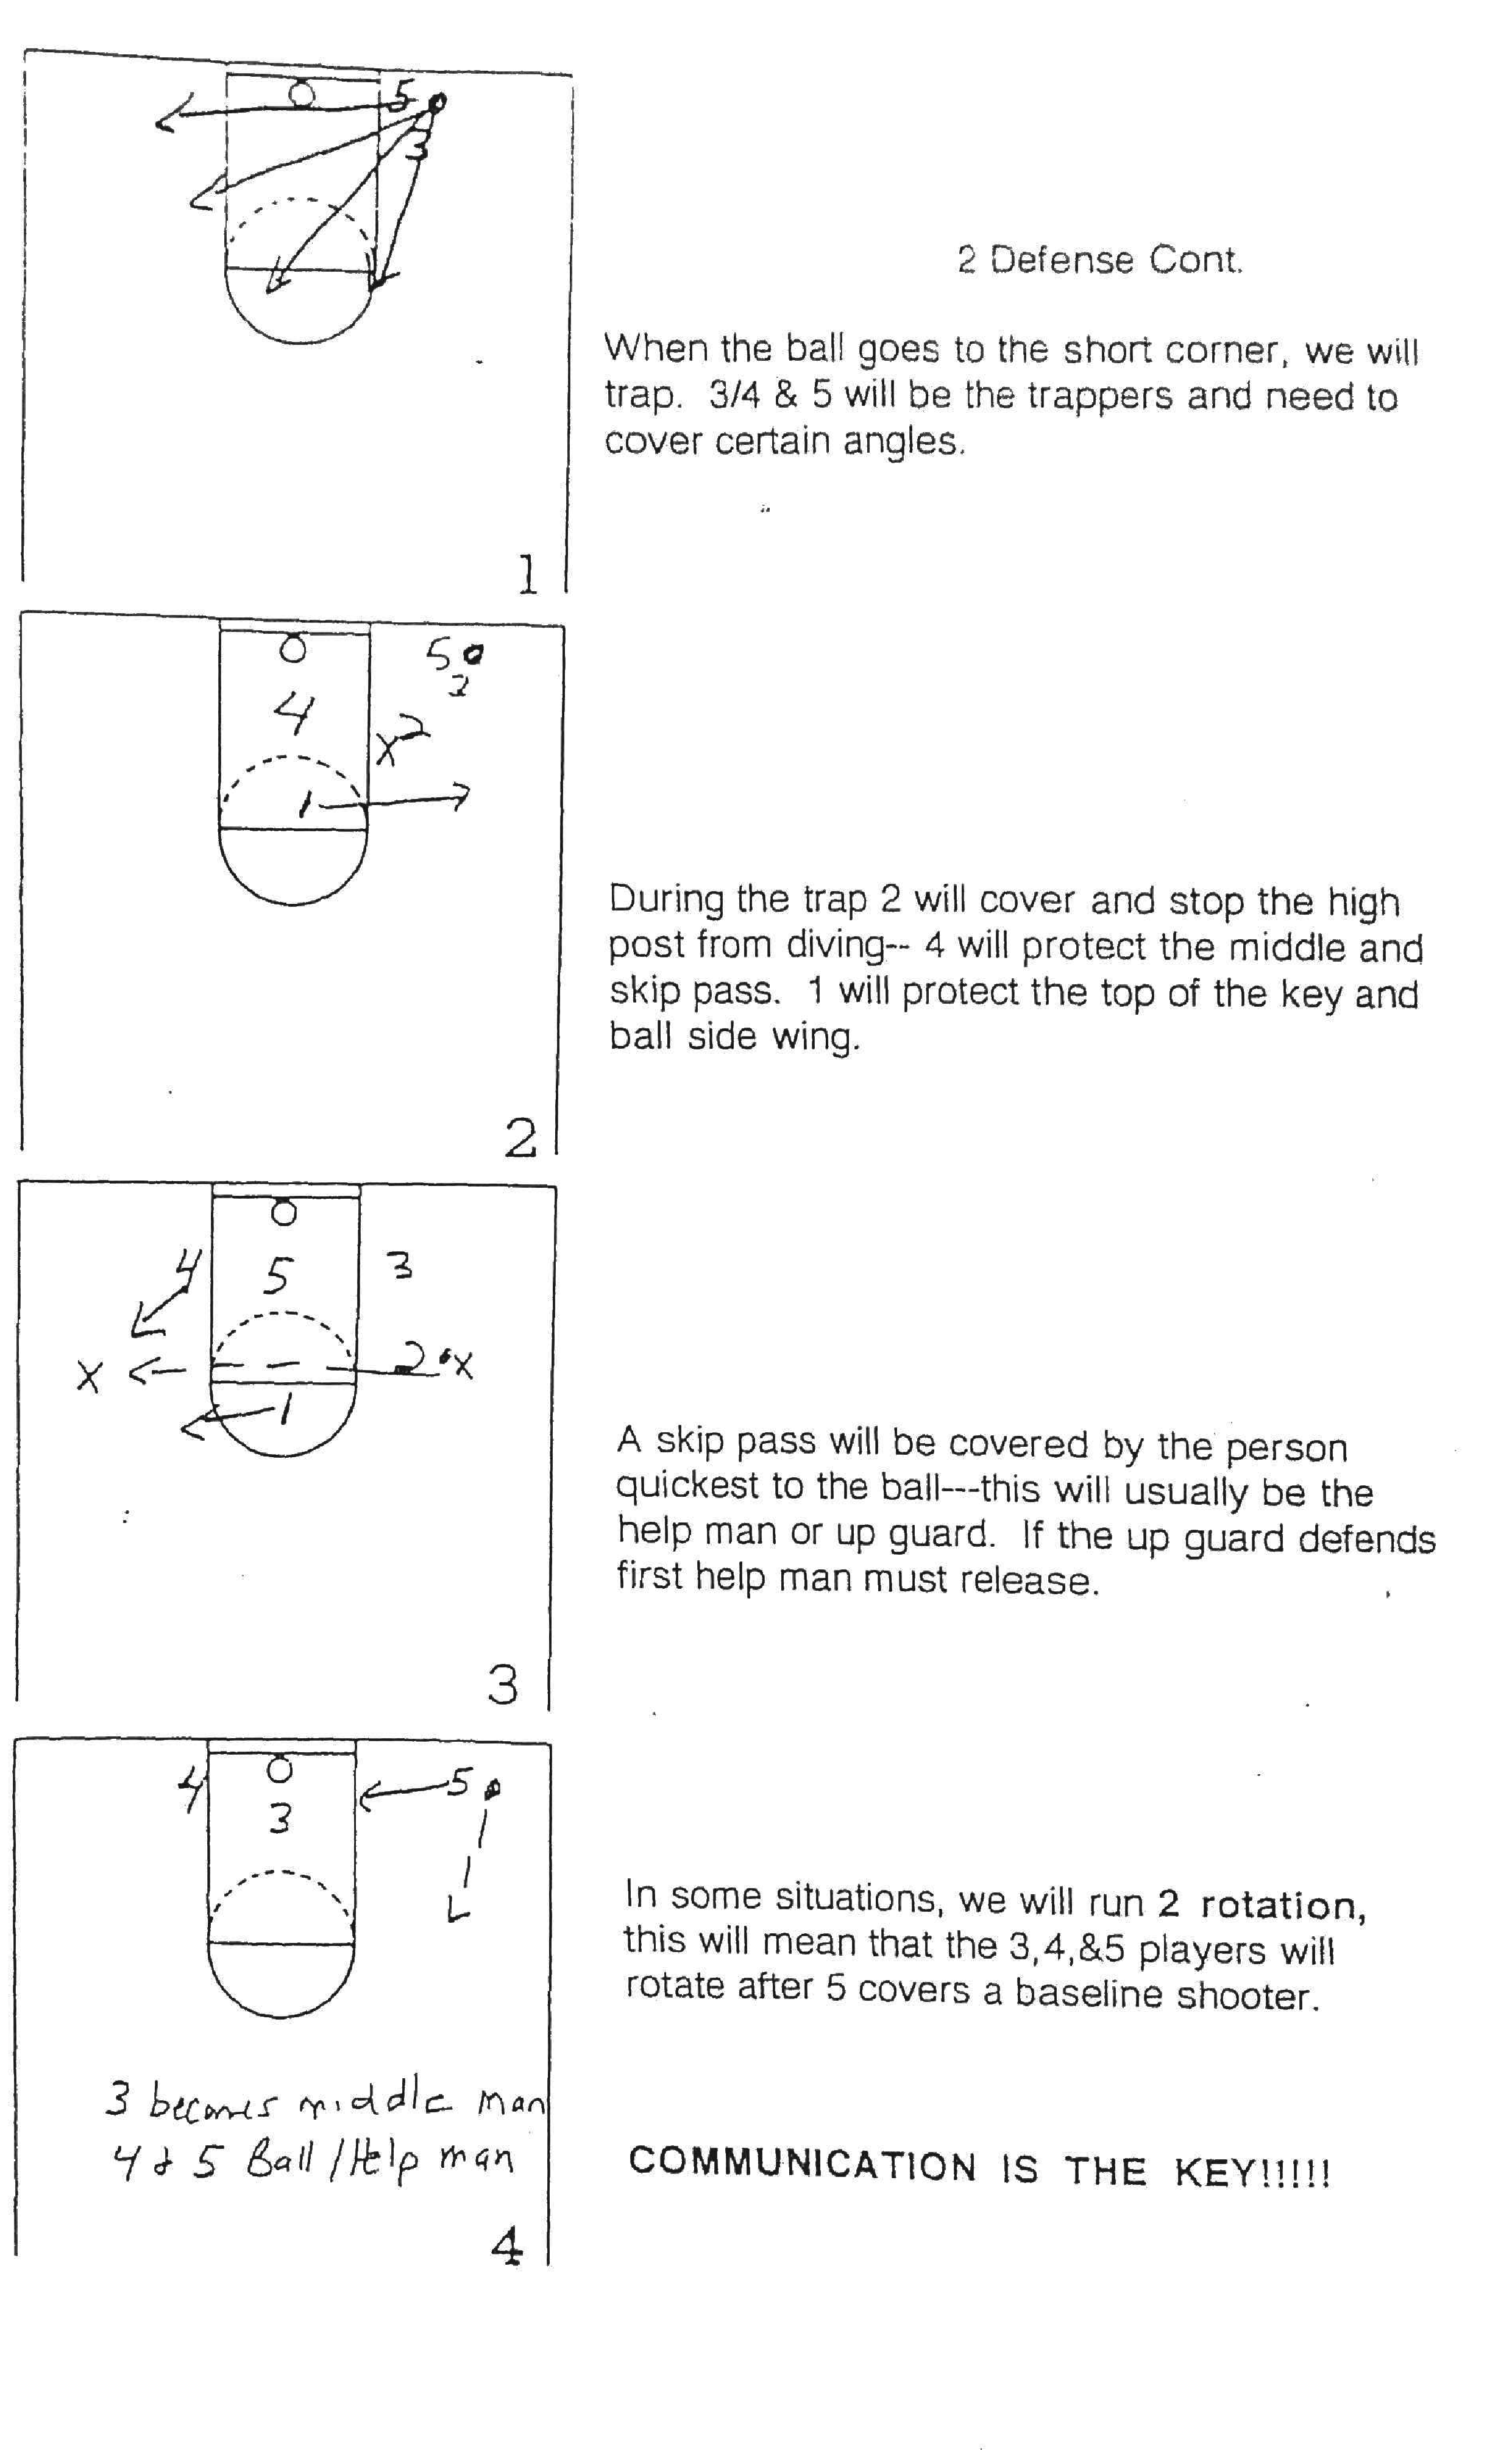 5
3
1
2 Defense Cont.
When the ball goes to the short corner, we will
trap. 3/4 & 5 will be the trappers and need to
cover certain angles.
5
3
4
x 2
1
2
During the trap 2 will cover and stop the high
post from diving-- 4 will protect the middle and
skip pass. 1 will protect the top of the key and
ball side wing.
4 5 3
X 2 X
1
3
A skip pass will be covered by the person
quickest to the ball---this will usually be the
help man or up guard. If the up guard defends
first help man must release.
4 5
3
In some situations, we will run 2 rotation,
this will mean that the 3,4,&5 players will
rotate after 5 covers a baseline shooter.
3 becomes middle man
4 & 5 Ball/Help man
4
COMMUNICATION IS THE KEY!!!!!